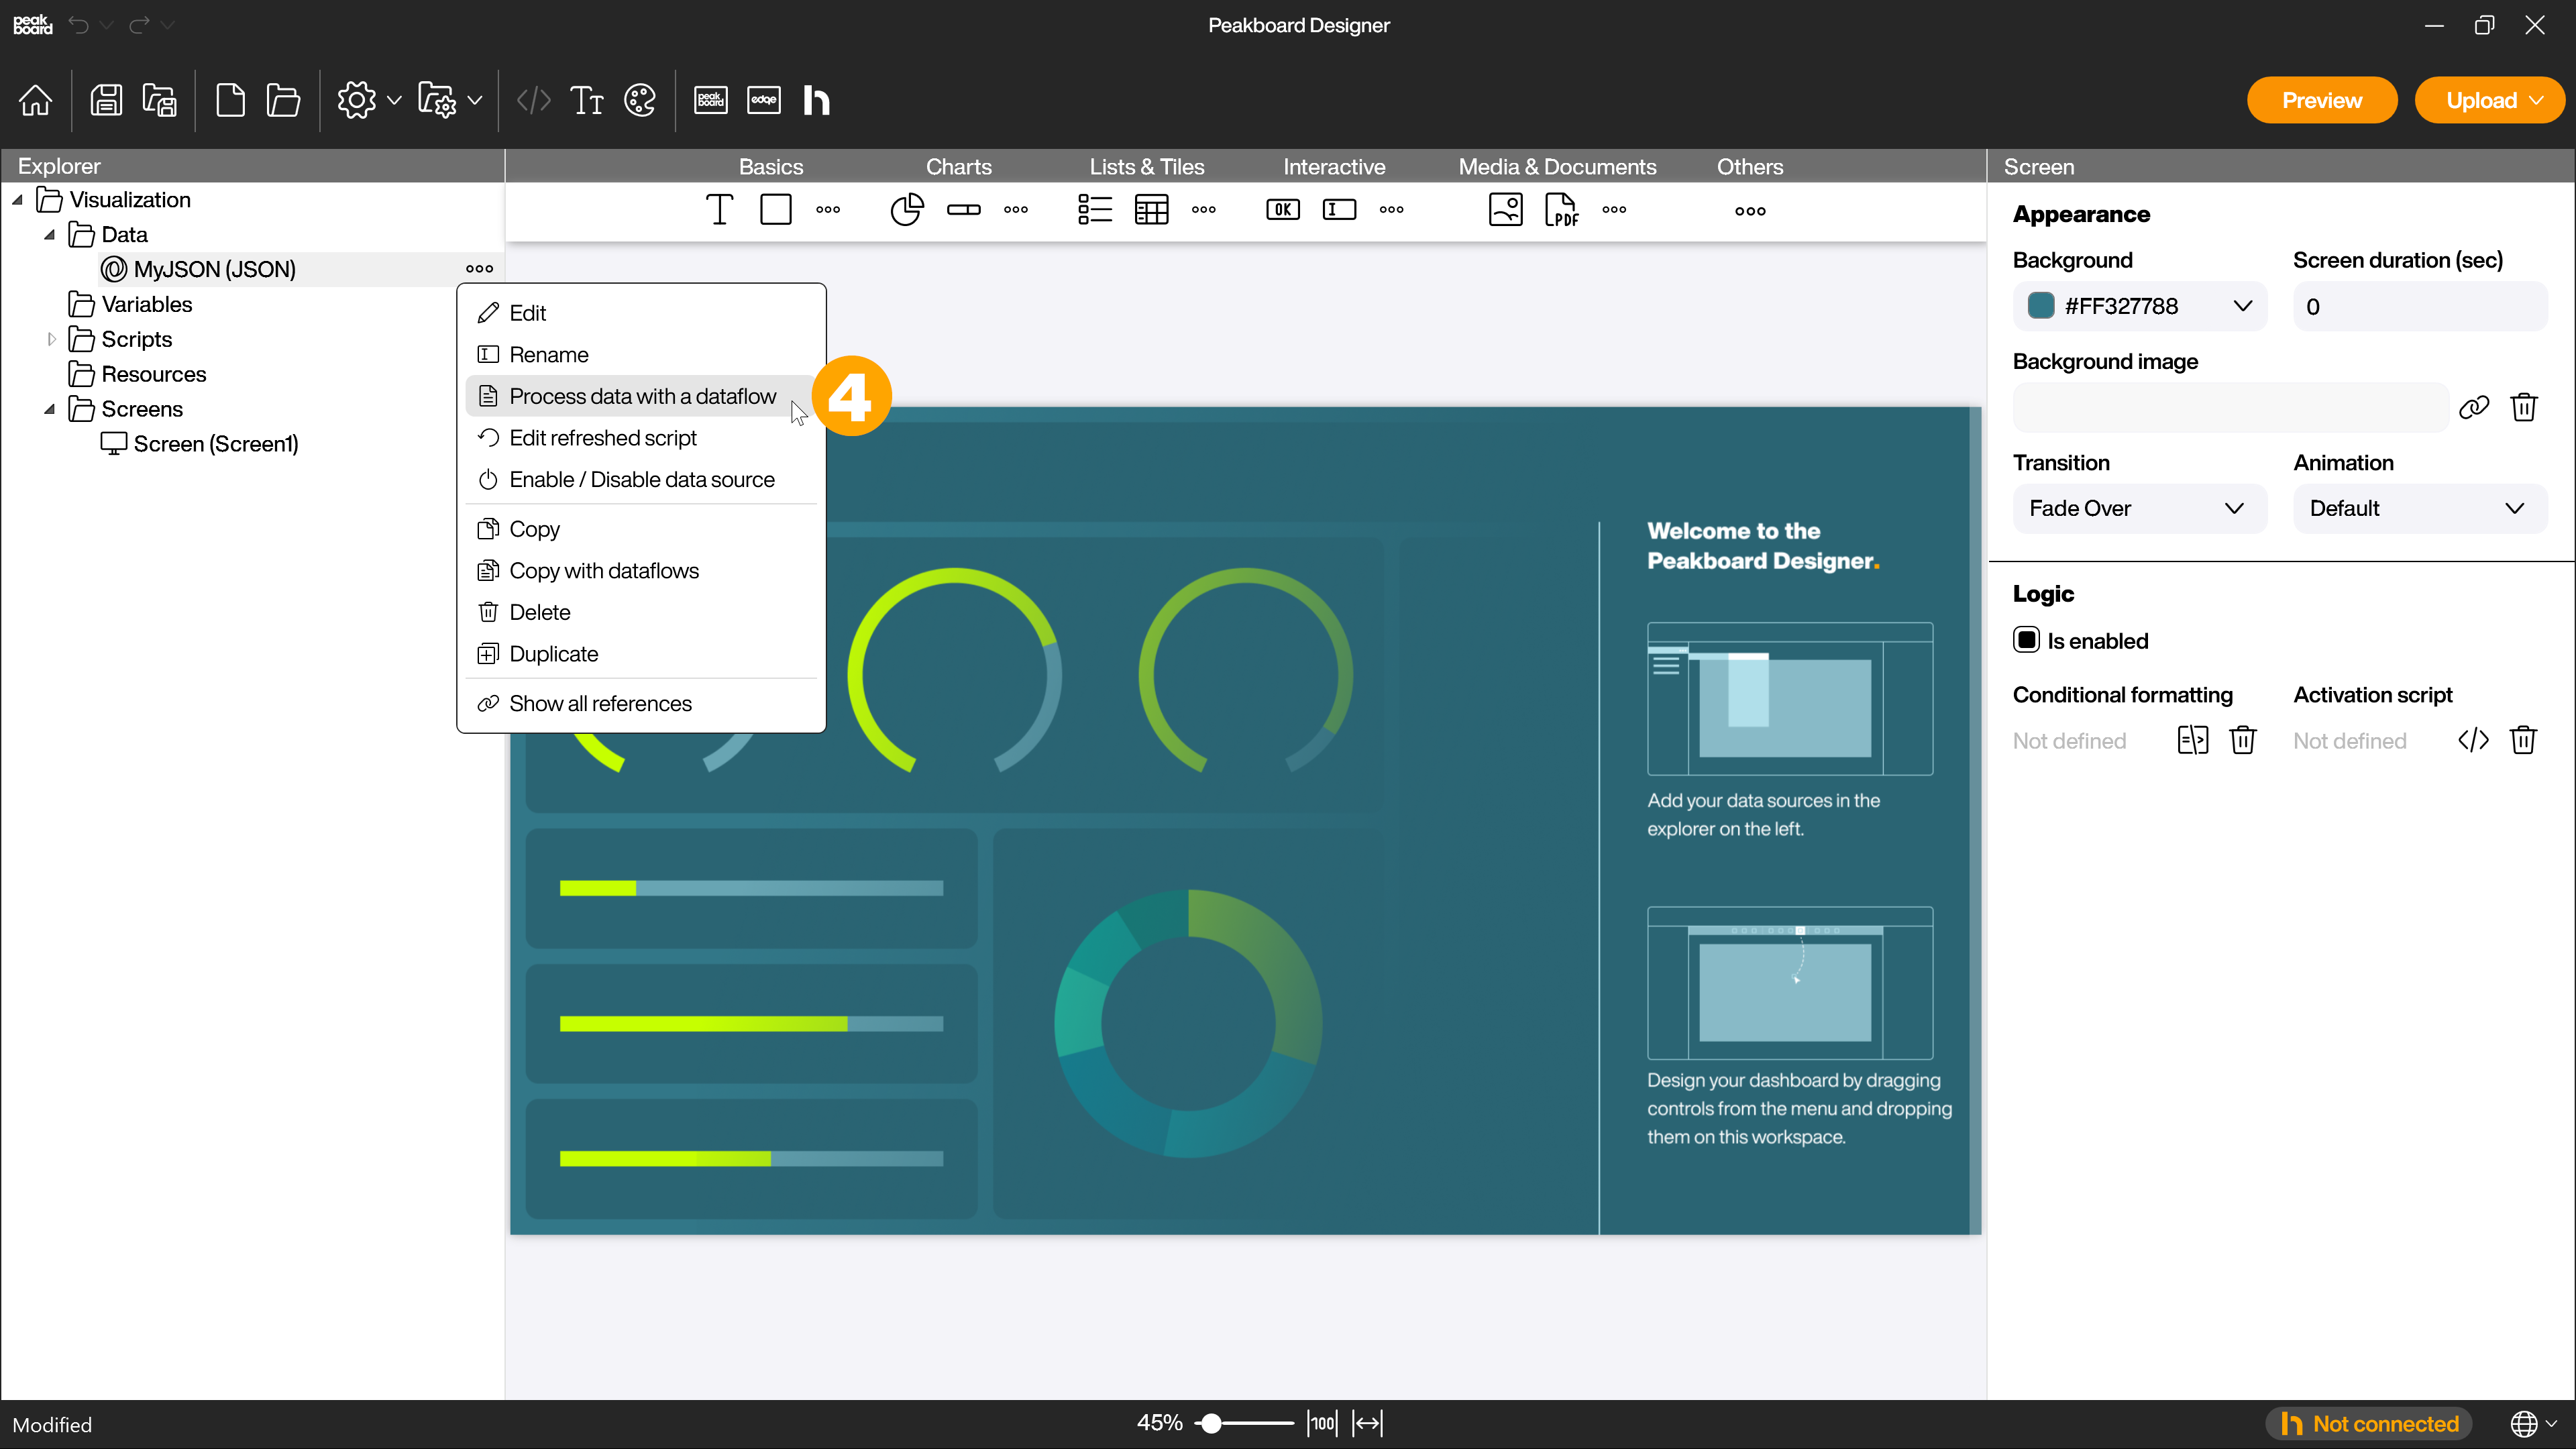 peak
board
Peakboard Designer
peak
board
edge
Preview
Upload
Explorer
Basics
Charts
Lists & Tiles
Interactive
Media & Documents
Others
Screen
Visualization
Data
MyJSON (JSON)
Variables
Scripts
Resources
Screens
Screen (Screen1)
OK
PDF
Edit
Rename
Process data with a dataflow
4
Edit refreshed script
Enable / Disable data source
Copy
Copy with dataflows
Delete
Duplicate
Show all references
Welcome to the
Peakboard Designer.
Add your data sources in the
explorer on the left.
Design your dashboard by dragging
controls from the menu and dropping
them on this workspace.
Appearance
Background
Screen duration (sec)
#FF327788
0
Background image
Transition
Animation
Fade Over
Default
Logic
Is enabled
Conditional formatting
Activation script
Not defined
Not defined
Modified
45%
100
Not connected